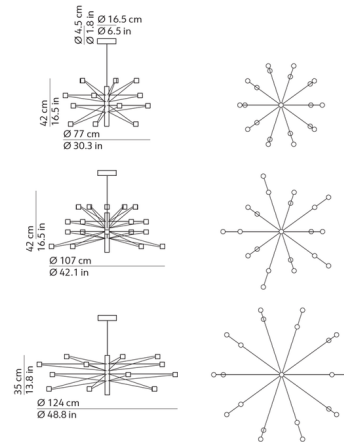 Ø 4.5 cm
Ø 1.8 in
Ø 16.5 cm
Ø 6.5 in
42 cm
16.5 in
Ø 77 cm
Ø 30.3 in
42 cm
16.5 in
Ø 107 cm
Ø 42.1 in
35 cm
13.8 in
Ø 124 cm
Ø 48.8 in